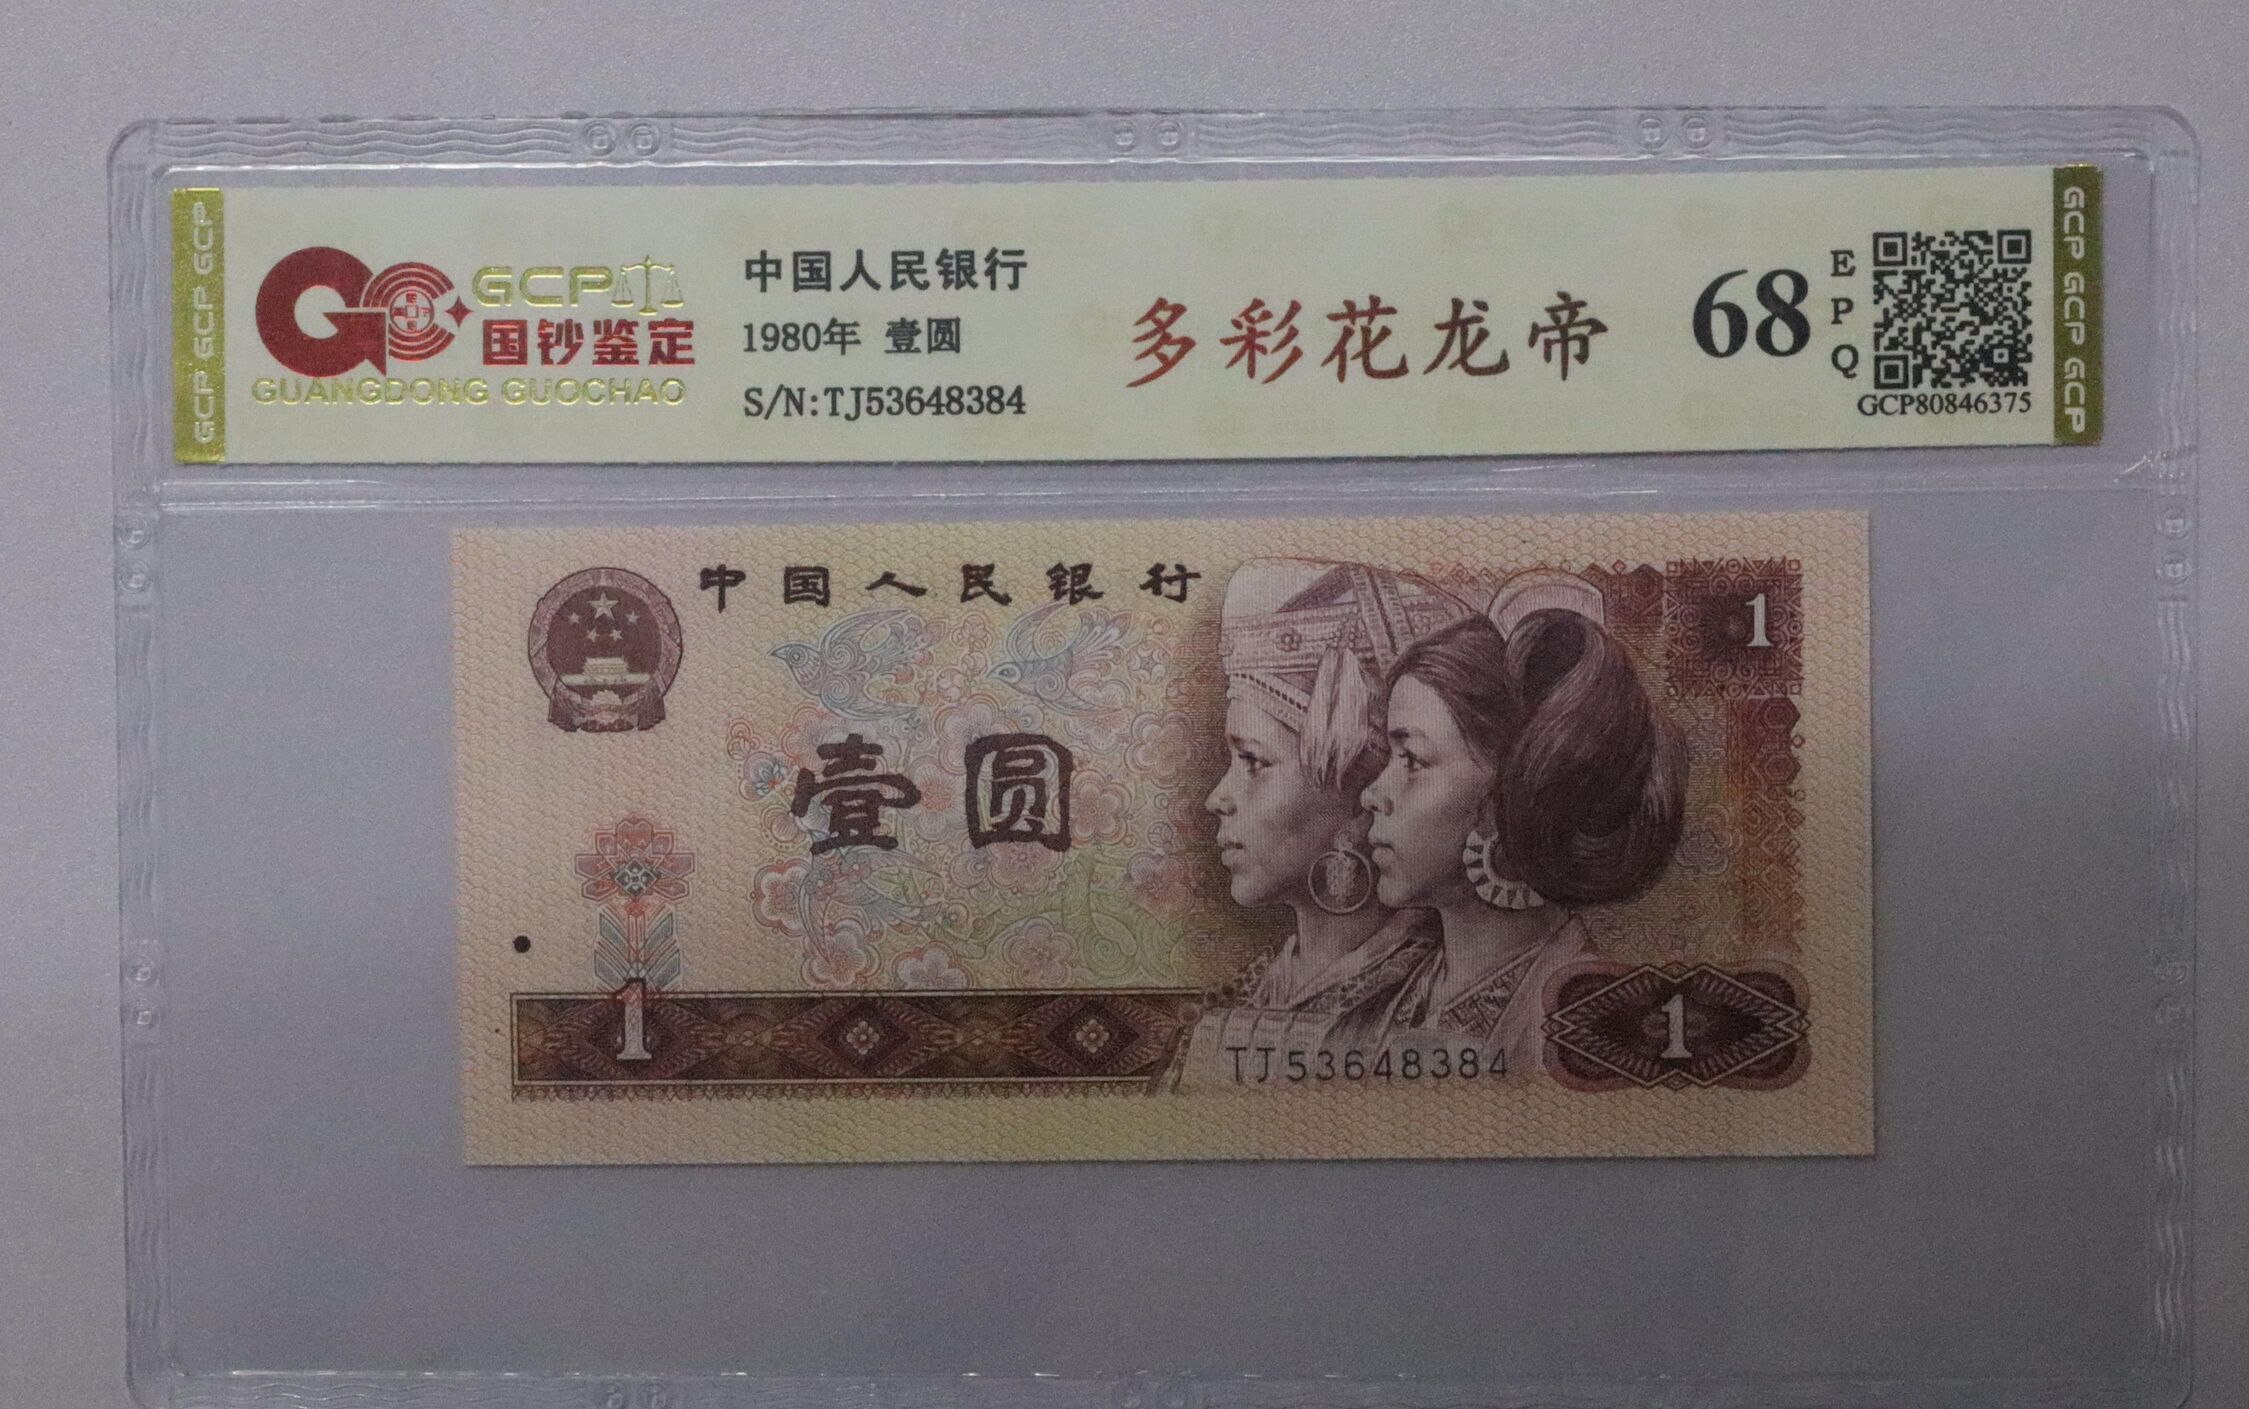 GCP GCP GCP
GCP
国钞鉴定
GUANGDONG GUOCHAO
中国人民银行
1980年 壹圆
S/N:TJ53648384
多彩花龙帝
68
EPQ
GCP80846375
GCP GCP GCP
中国人民银行
1
壹圆
1
TJ53648384
1